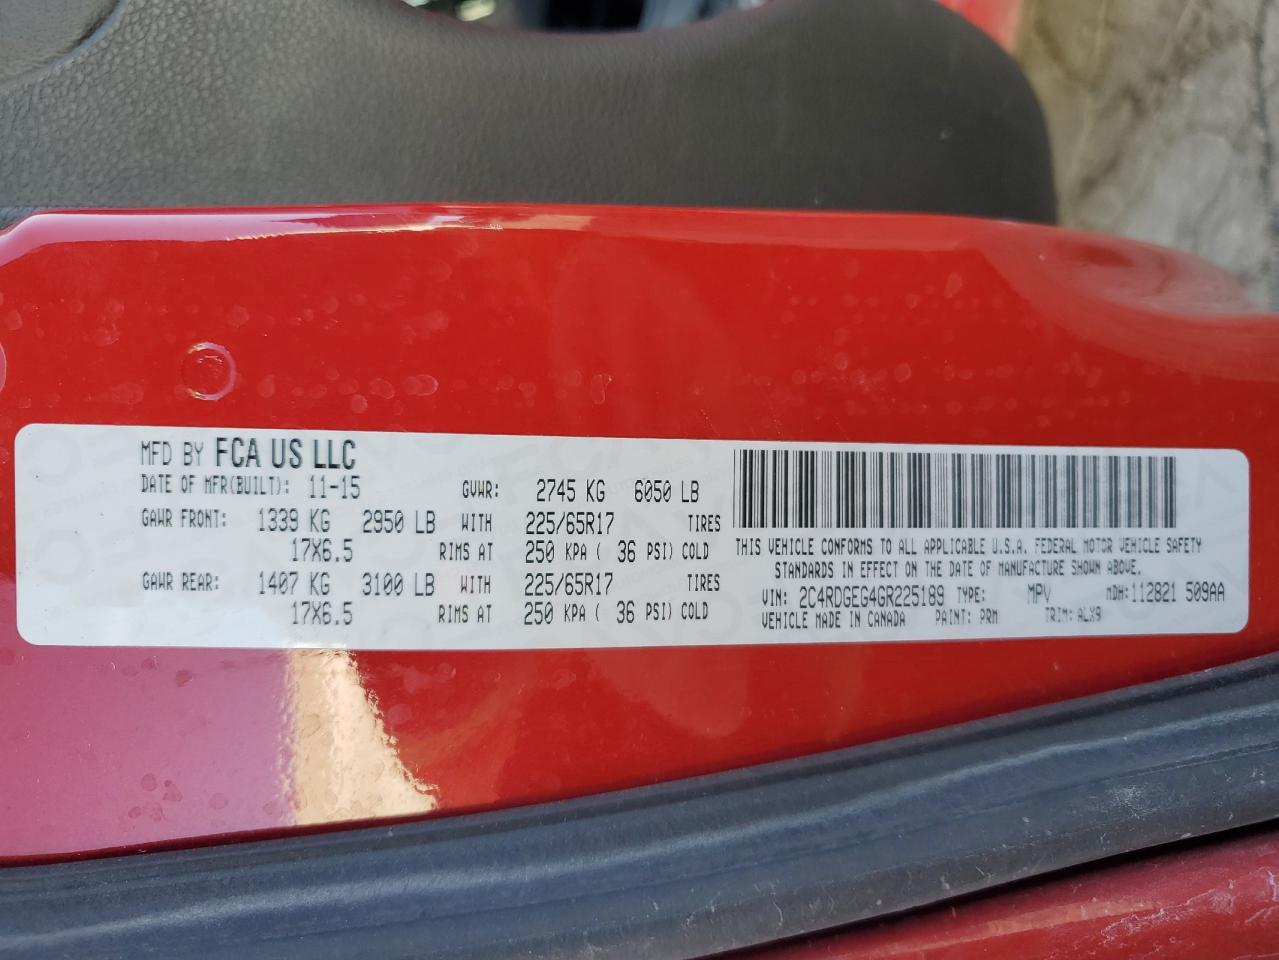 MFD BY FCA US LLC
DATE OF MFR(BUILT): 11-15 GVWR: 2745 KG 6050 LB
GAWR FRONT: 1339 KG 2950 LB WITH 225/65R17 TIRES
17X6.5 RIMS AT 250 KPA ( 36 PSI) COLD
GAWR REAR: 1407 KG 3100 LB WITH 225/65R17 TIRES
17X6.5 RIMS AT 250 KPA ( 36 PSI) COLD
THIS VEHICLE CONFORMS TO ALL APPLICABLE U.S.A. FEDERAL MOTOR VEHICLE SAFETY
STANDARDS IN EFFECT ON THE DATE OF MANUFACTURE SHOWN ABOVE.
VIN: 2C4RDGEG4GR225189 TYPE: MPV MDH:112821 509AA
VEHICLE MADE IN CANADA PAINT: PRM TRIM: ALX9